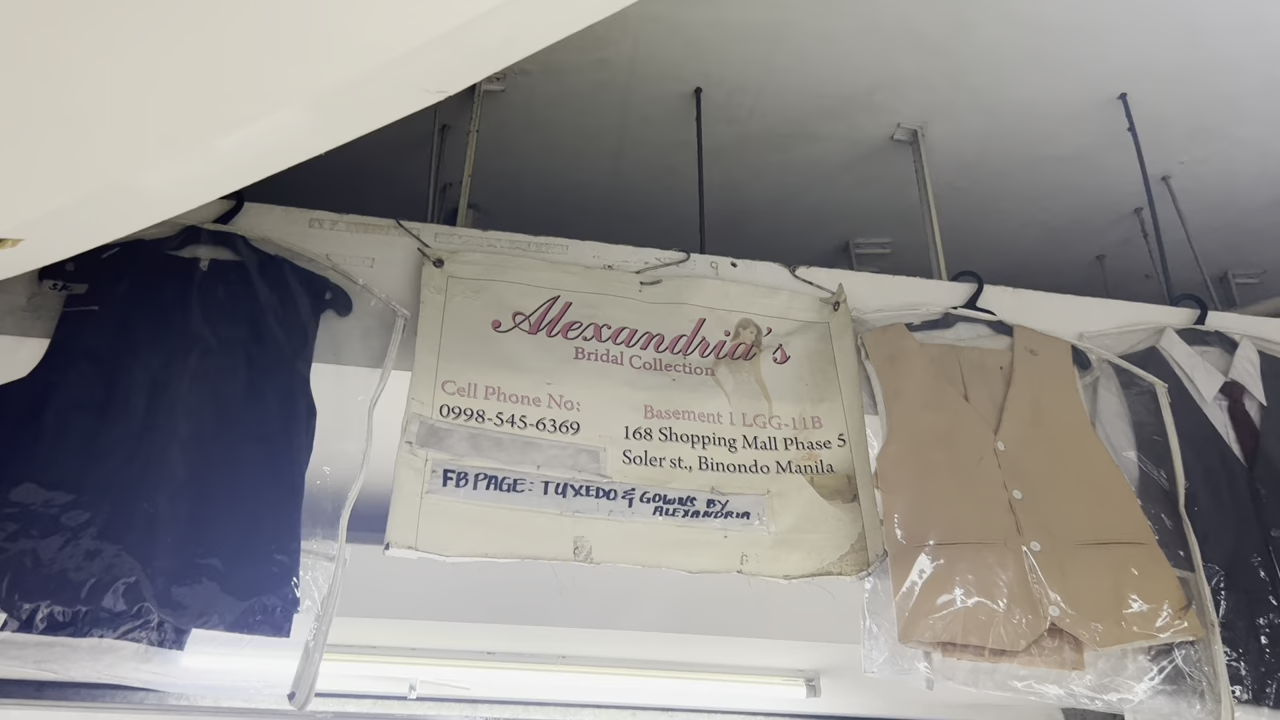 Alexandria's
Bridal Collection
Cell Phone No:
0998-545-6369
Basement 1 LGG-11B
168 Shopping Mall Phase 5
Soler st., Binondo Manila
FB PAGE: TUXEDO & GOWNS BY
ALEXANDRIA